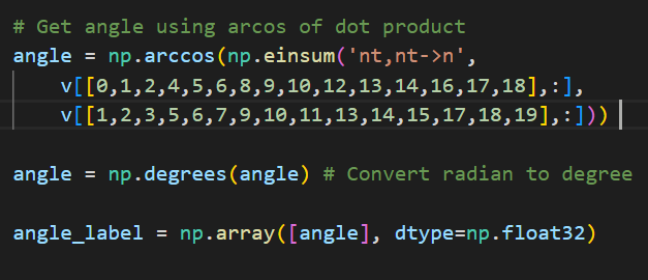 # Get angle using arcos of dot product
angle = np.arccos(np.einsum('nt,nt->n',
v[[0,1,2,4,5,6,8,9,10,12,13,14,16,17,18],:],
v[[1,2,3,5,6,7,9,10,11,13,14,15,17,18,19],:]))
angle = np.degrees(angle) # Convert radian to degree
angle_label = np.array([angle], dtype=np.float32)